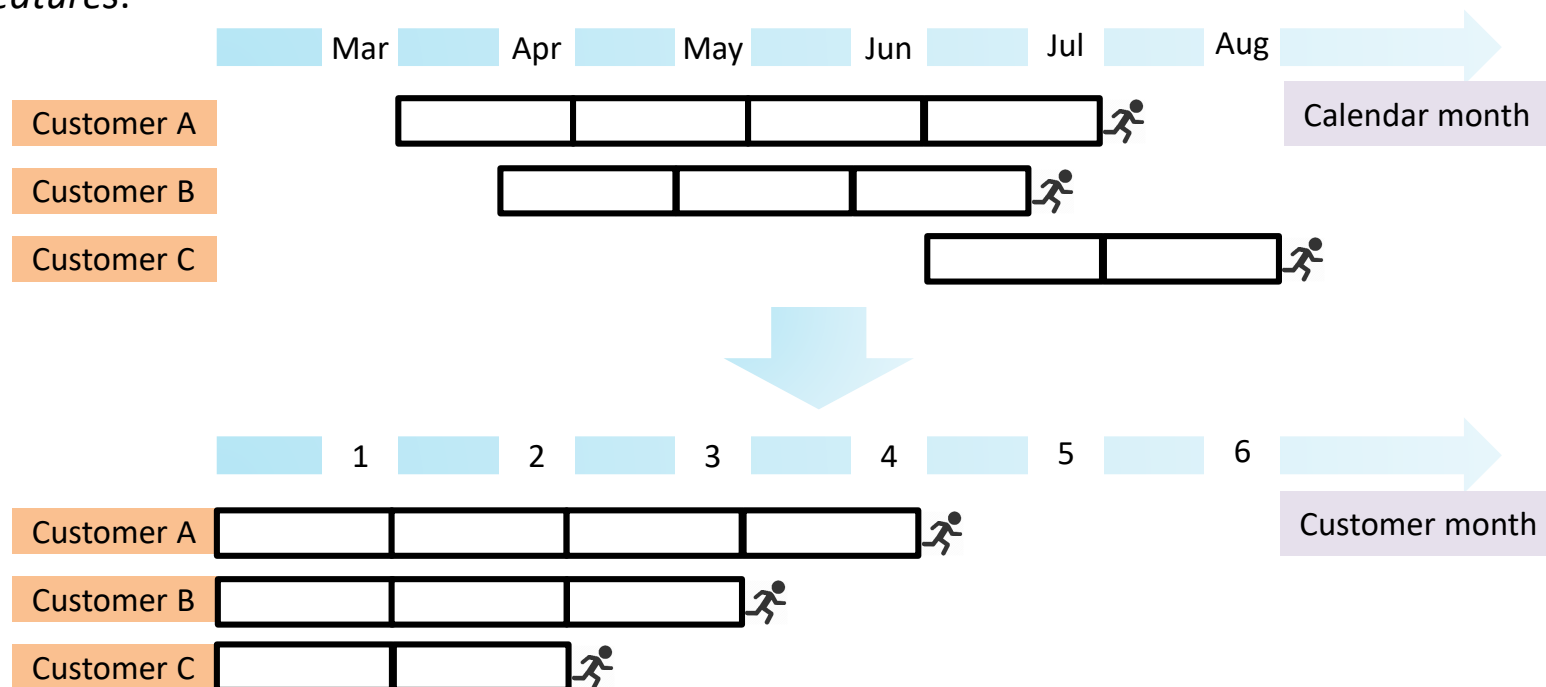 eatures.
Mar Apr May Jun Jul Aug
Customer A
Calendar month
Customer B
Customer C
1 2 3 4 5 6
Customer A
Customer month
Customer B
Customer C